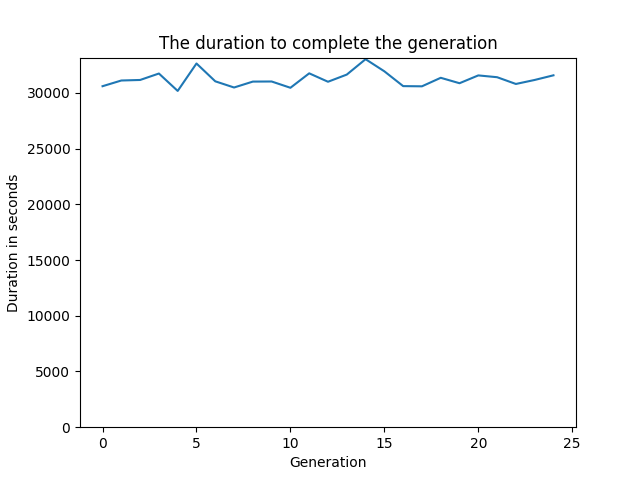 The duration to complete the generation
30000
25000
20000
15000
10000
5000
0
Duration in seconds
0 5 10 15 20 25
Generation